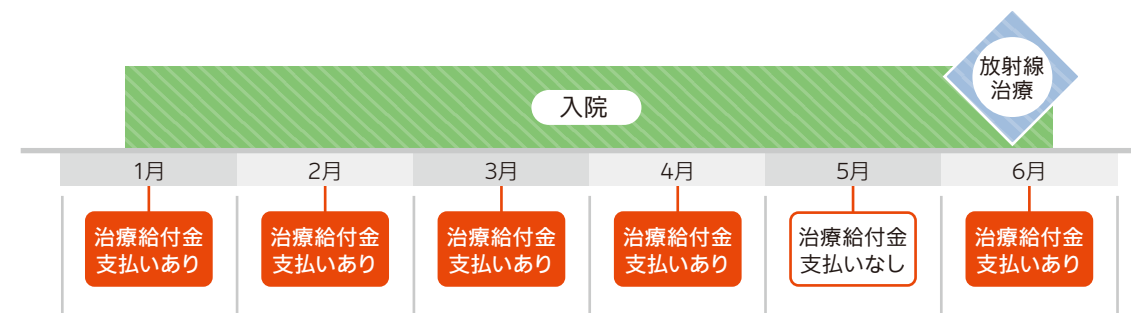 放射線
治療
入院
1月
2月
3月
4月
5月
6月
治療給付金
支払いあり
治療給付金
支払いあり
治療給付金
支払いあり
治療給付金
支払いあり
治療給付金
支払いなし
治療給付金
支払いあり